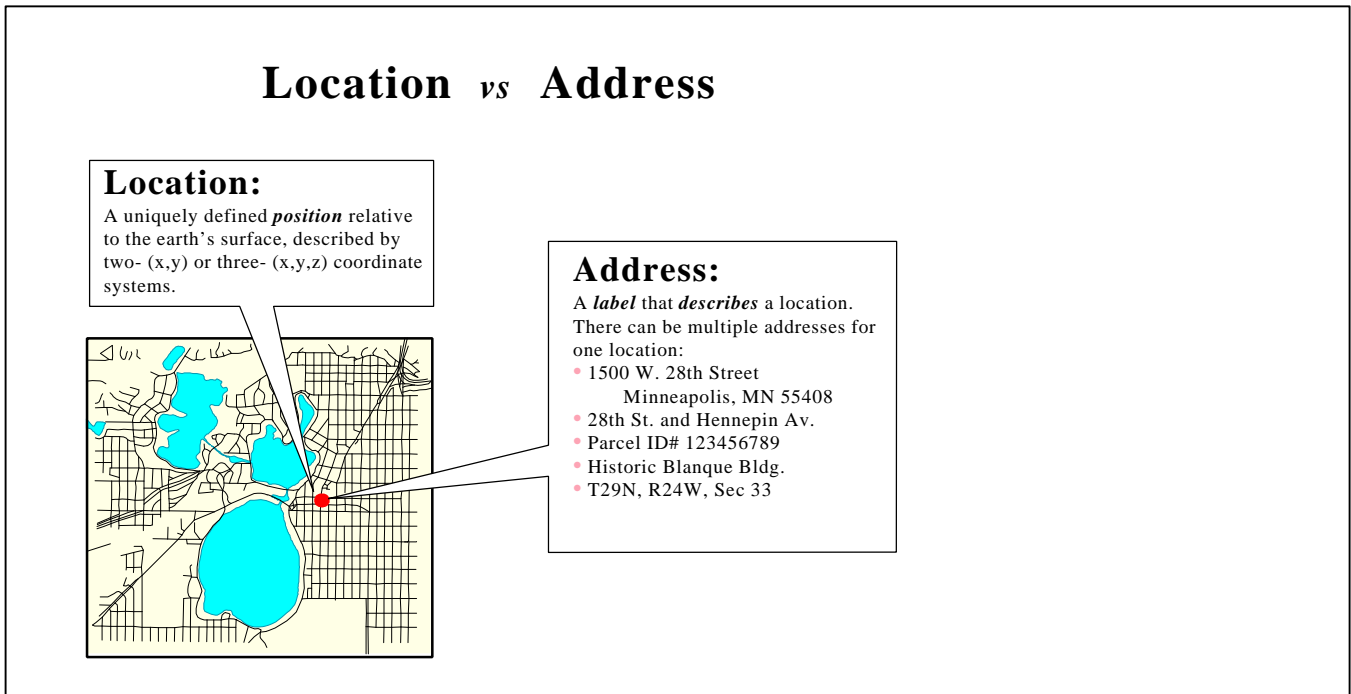 Location vs Address
Location:
A uniquely defined position relative
to the earth's surface, described by
two- (x,y) or three- (x,y,z) coordinate
systems.
Address:
A label that describes a location.
There can be multiple addresses for
one location:
• 1500 W. 28th Street
Minneapolis, MN 55408
• 28th St. and Hennepin Av.
• Parcel ID# 123456789
• Historic Blanque Bldg.
• T29N, R24W, Sec 33